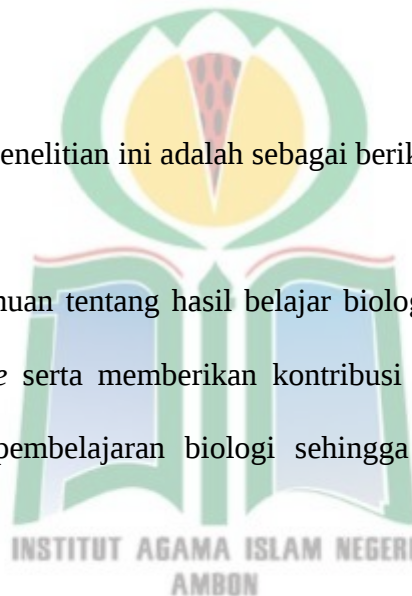 enelitian ini adalah sebagai berik
nuan tentang hasil belajar biolog
e serta memberikan kontribusi
pembelajaran biologi sehingga
INSTITUT AGAMA ISLAM NEGERI
AMBON